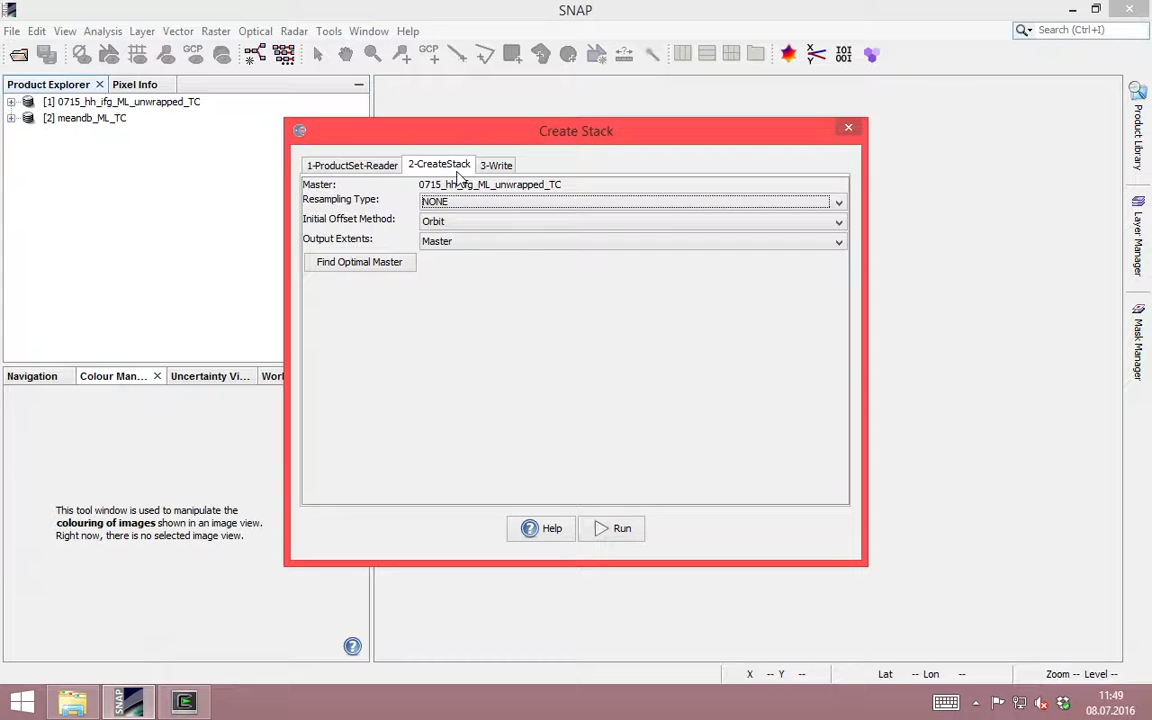 SNAP
File Edit View Analysis Layer Vector Raster Optical Radar Tools Window Help
Search (Ctrl+I)
GCP
GCP
Product Explorer
Pixel Info
[1] 0715_hh_ifg_ML_unwrapped_TC
[2] meandb_ML_TC
Create Stack
1-ProductSet-Reader
2-CreateStack
3-Write
Master: 0715_hh_ifg_ML_unwrapped_TC
Resampling Type: NONE
Initial Offset Method: Orbit
Output Extents: Master
Find Optimal Master
Help
Run
Navigation
Colour Man...
Uncertainty Vi...
Worl
This tool window is used to manipulate the
colouring of images shown in an image view.
Right now, there is no selected image view.
Product Library
Layer Manager
Mask Manager
X -- Y -- Lat -- Lon -- Zoom -- Level --
SNAP
11:49
08.07.2016